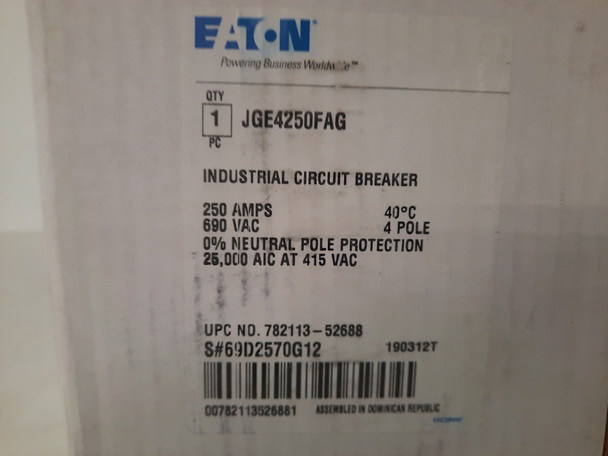 EATON
Powering Business Worldwide™
QTY
1 JGE4250FAG
PC
INDUSTRIAL CIRCUIT BREAKER
250 AMPS 40°C
690 VAC 4 POLE
0% NEUTRAL POLE PROTECTION
25,000 AIC AT 415 VAC
UPC NO. 782113-52688
S#69D2570G12 190312T
00782113526881 ASSEMBLED IN DOMINICAN REPUBLIC